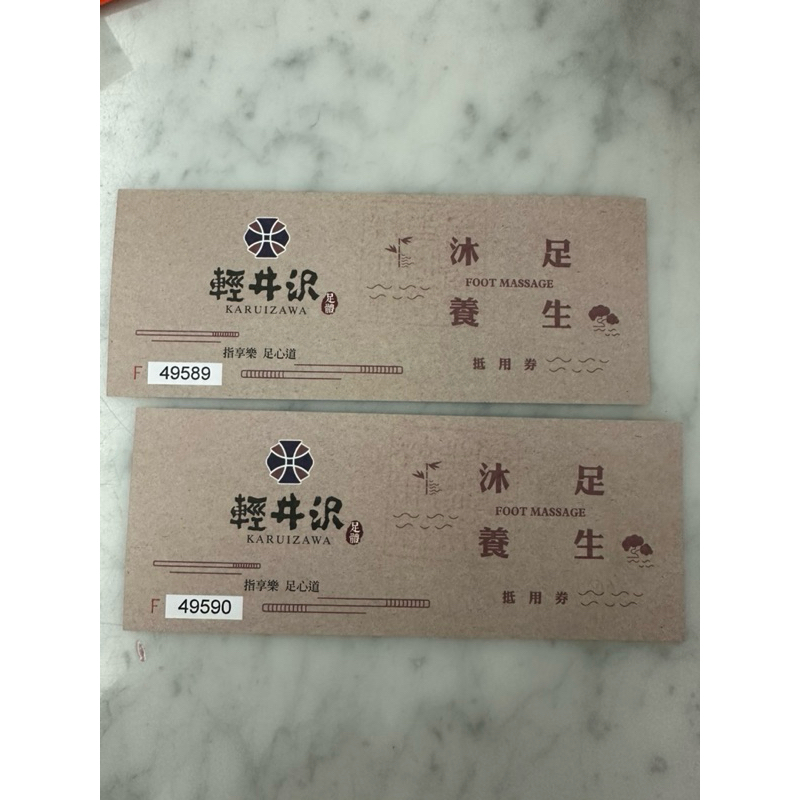 輕井沢
足體
KARUIZAWA
指享樂 足心道
F 49589
沐 足
FOOT MASSAGE
養 生
抵 用 券
輕井沢
足體
KARUIZAWA
指享樂 足心道
F 49590
沐 足
FOOT MASSAGE
養 生
抵 用 券